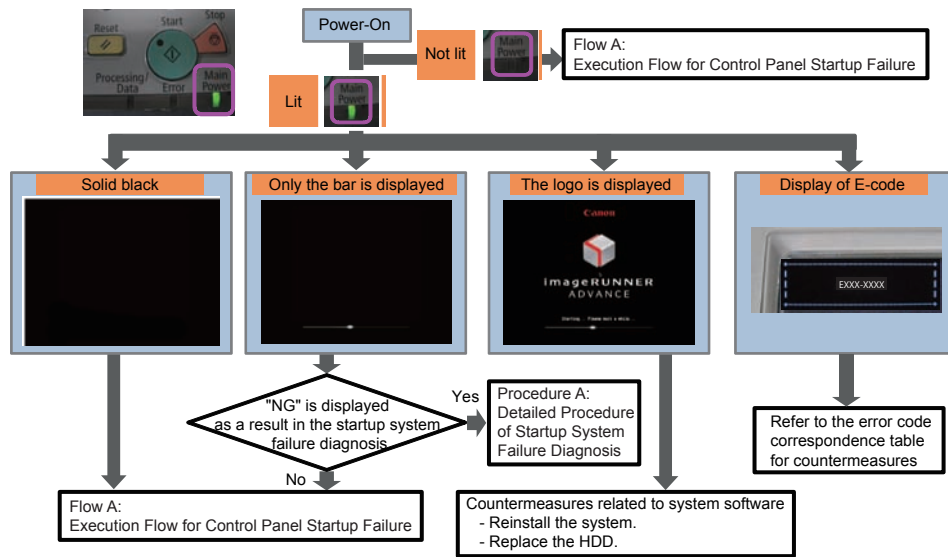 Power-On
Reset
Start
Stop
Processing/
Data
Error
Main
Power
Not lit
Main
Power
Flow A:
Execution Flow for Control Panel Startup Failure
Lit
Main
Power
Solid black
Only the bar is displayed
The logo is displayed
Display of E-code
Canon
imageRUNNER
ADVANCE
Starting... Please wait a while...
EXXX-XXXX
"NG" is displayed
as a result in the startup system
failure diagnosis
Yes
Procedure A:
Detailed Procedure
of Startup System
Failure Diagnosis
Refer to the error code
correspondence table
for countermeasures
No
Flow A:
Execution Flow for Control Panel Startup Failure
Countermeasures related to system software
- Reinstall the system.
- Replace the HDD.